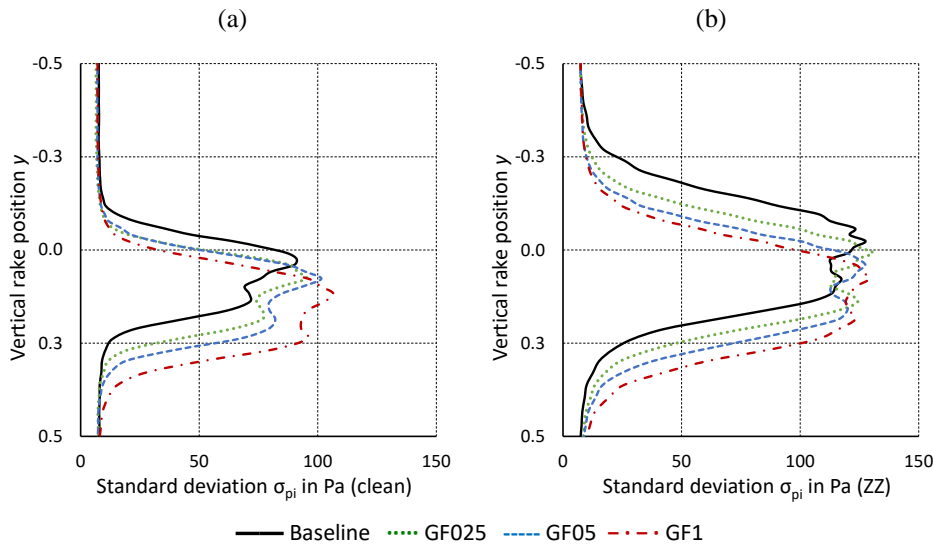 (a)
(b)
-0.5
-0.3
0.0
0.3
0.5
Vertical rake position y
0
50
100
150
Standard deviation σpi in Pa (clean)
-0.5
-0.3
0.0
0.3
0.5
Vertical rake position y
0
50
100
150
Standard deviation σpi in Pa (ZZ)
Baseline GF025 GF05 GF1